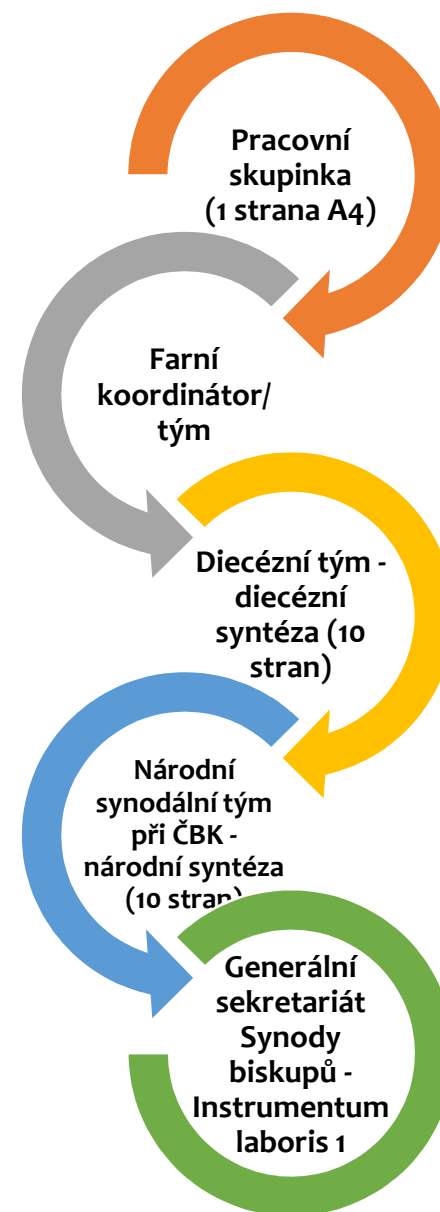 Pracovní
skupinka
(1 strana A4)
Farní
koordinátor/
tým
Diecézní tým -
diecézní
syntéza (10
stran)
Národní
synodální tým
při ČBK -
národní syntéza
(10 stran)
Generální
sekretariát
Synody
biskupů -
Instrumentum
laboris 1